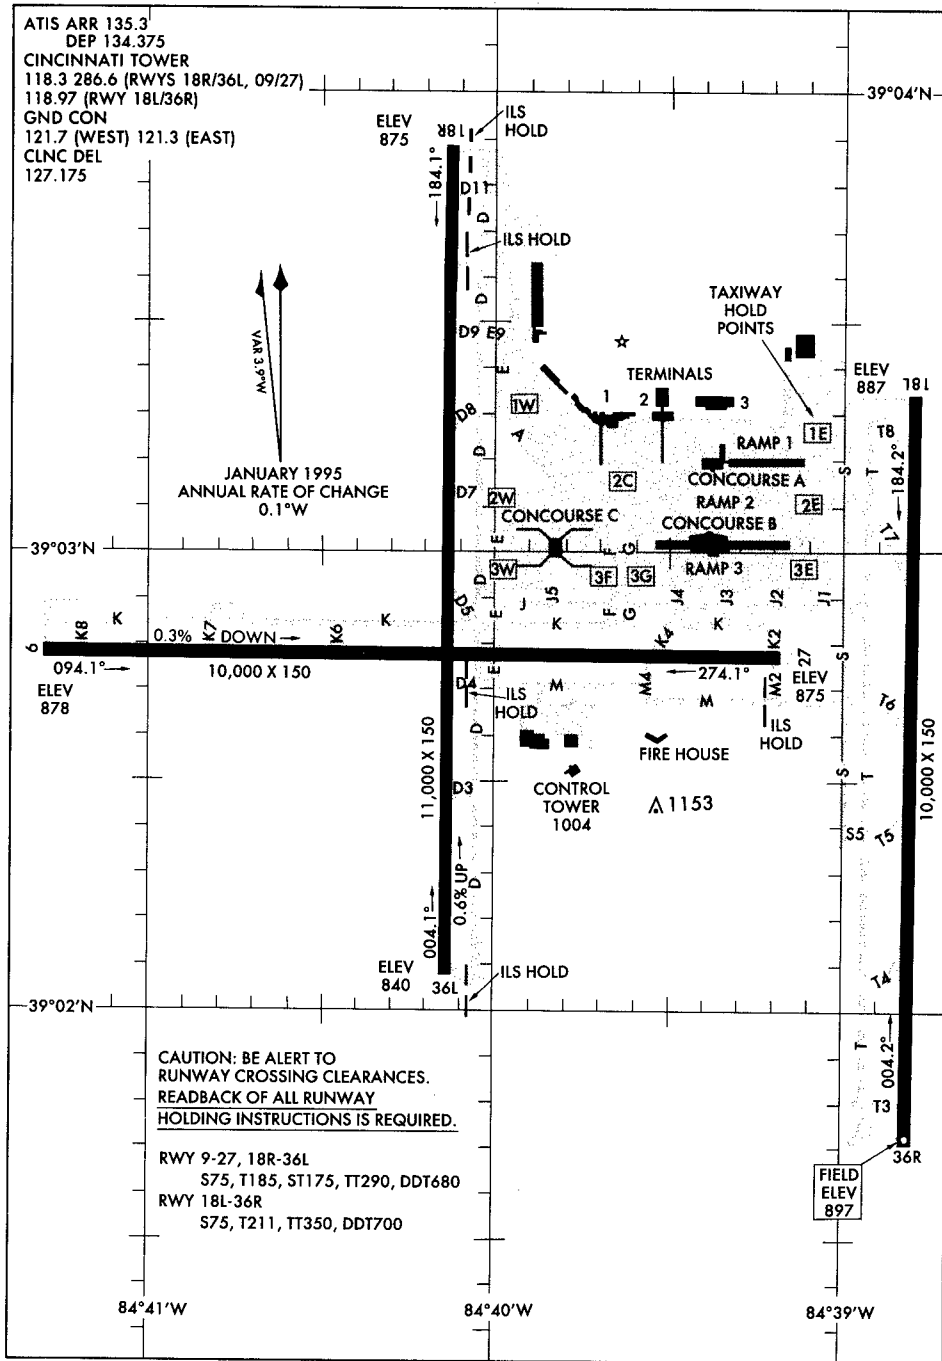 ATIS ARR 135.3
DEP 134.375
CINCINNATI TOWER
118.3 286.6 (RWYS 18R/36L, 09/27)
118.97 (RWY 18L/36R)
GND CON
121.7 (WEST) 121.3 (EAST)
CLNC DEL
127.175
ELEV
875
18R
ILS
HOLD
39°04'N
184.1°
D11
D
ILS HOLD
D
VAR 3.9°W
JANUARY 1995
ANNUAL RATE OF CHANGE
0.1°W
D
D9 E9
E
TAXIWAY
HOLD
POINTS
TERMINALS
ELEV
887
18L
1W
1
2
3
D8
A
1E
T8
D
RAMP 1
S
T
184.2°
CONCOURSE A
D7
2W
2C
RAMP 2
2E
CONCOURSE C
CONCOURSE B
T7
39°03'N
E
F
G
D
3W
3F
3G
RAMP 3
3E
D5
E
J
J5
F
G
J4
J3
J2
J1
K8
K
K7
K6
K
K
K4
K
K2
0.3% DOWN
9
094.1°
10,000 X 150
274.1°
27
S
ELEV
878
ELEV
875
E
D4
ILS
HOLD
M
M4
M
M2
T6
D
ILS
HOLD
FIRE HOUSE
11,000 X 150
10,000 X 150
D3
CONTROL
TOWER
1004
1153
S
T
S5
T5
0.6% UP
D
004.1°
ELEV
840
36L
ILS HOLD
T4
39°02'N
004.2°
T
T3
36R
CAUTION: BE ALERT TO
RUNWAY CROSSING CLEARANCES.
READBACK OF ALL RUNWAY
HOLDING INSTRUCTIONS IS REQUIRED.
RWY 9-27, 18R-36L
S75, T185, ST175, TT290, DDT680
RWY 18L-36R
S75, T211, TT350, DDT700
FIELD
ELEV
897
84°41'W
84°40'W
84°39'W